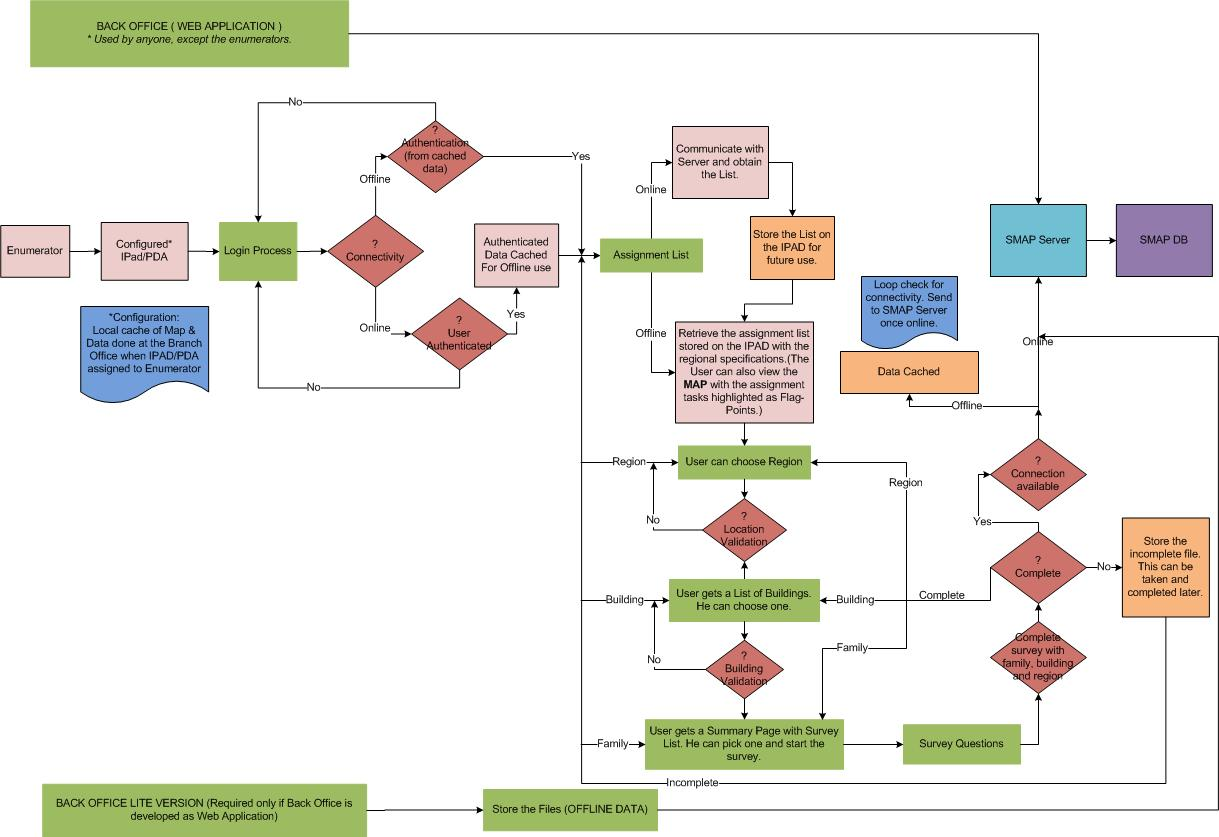 BACK OFFICE ( WEB APPLICATION )
* Used by anyone, except the enumerators.
No
?
Authentication
(from cached
data)
Yes
Offline
Communicate with
Server and obtain
the List.
Online
Enumerator
Configured*
IPad/PDA
Login Process
?
Connectivity
Authenticated
Data Cached
For Offline use
Assignment List
Store the List on
the IPAD for
future use.
SMAP Server
SMAP DB
*Configuration:
Local cache of Map &
Data done at the Branch
Office when IPAD/PDA
assigned to Enumerator
Online
?
User
Authenticated
Yes
No
Offline
Retrieve the assignment list
stored on the IPAD with the
regional specifications.(The
User can also view the
MAP with the assignment
tasks highlighted as Flag-
Points.)
Loop check for
connectivity. Send
to SMAP Server
once online.
Online
Data Cached
Offline
Region
User can choose Region
Region
?
Connection
available
No
?
Location
Validation
Yes
Store the
incomplete file.
This can be
taken and
completed later.
?
Complete
No
Building
User gets a List of Buildings.
He can choose one.
Building
Complete
No
?
Building
Validation
Family
Complete
survey with
family, building
and region
Family
User gets a Summary Page with Survey
List. He can pick one and start the
survey.
Survey Questions
Incomplete
BACK OFFICE LITE VERSION (Required only if Back Office is
developed as Web Application)
Store the Files (OFFLINE DATA)